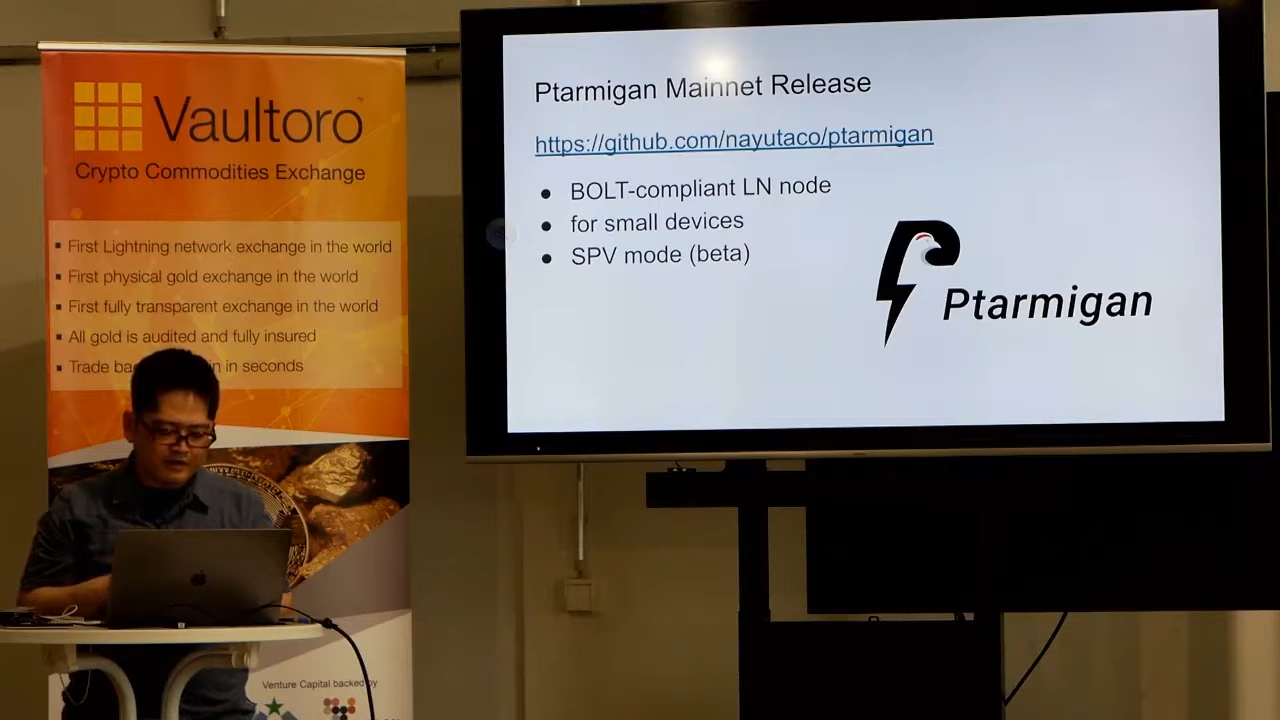 Vaultoro
Crypto Commodities Exchange
▪ First Lightning network exchange in the world
▪ First physical gold exchange in the world
▪ First fully transparent exchange in the world
▪ All gold is audited and fully insured
▪ Trade in seconds
Venture Capital backed by
Ptarmigan Mainnet Release
https://github.com/nayutaco/ptarmigan
● BOLT-compliant LN node
● for small devices
● SPV mode (beta)
Ptarmigan